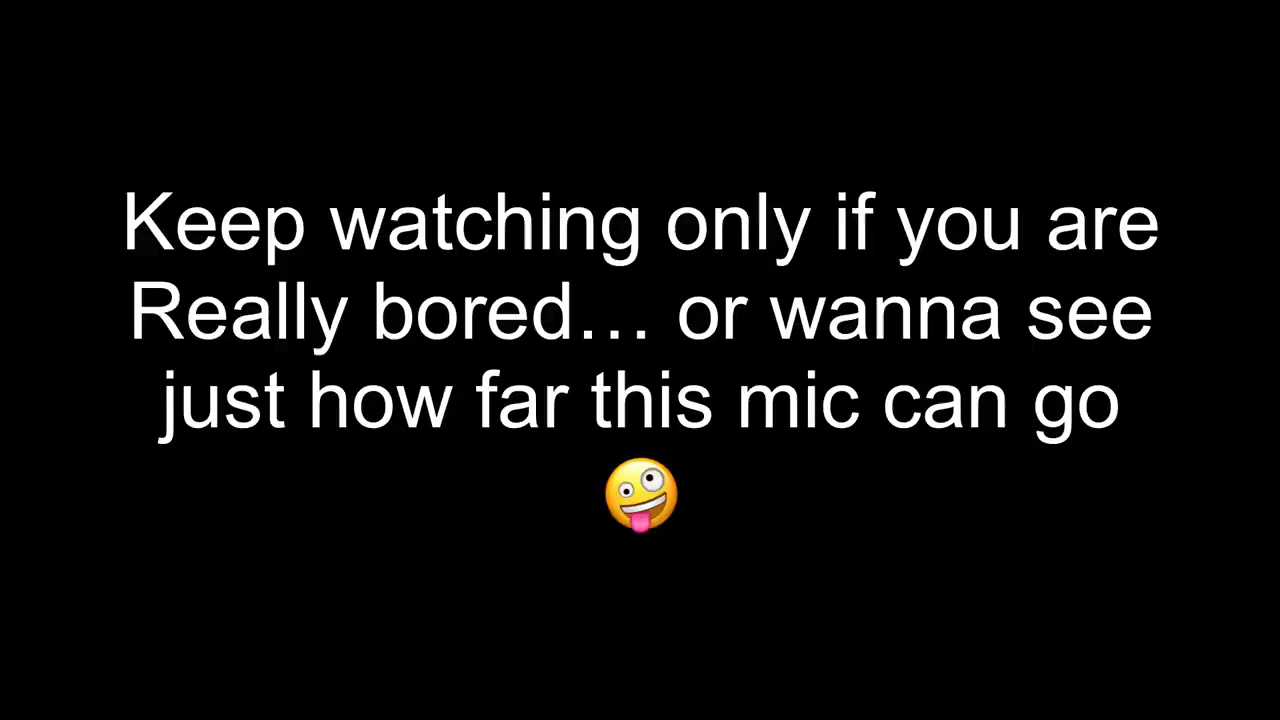 Keep watching only if you are
Really bored… or wanna see
just how far this mic can go
🤪